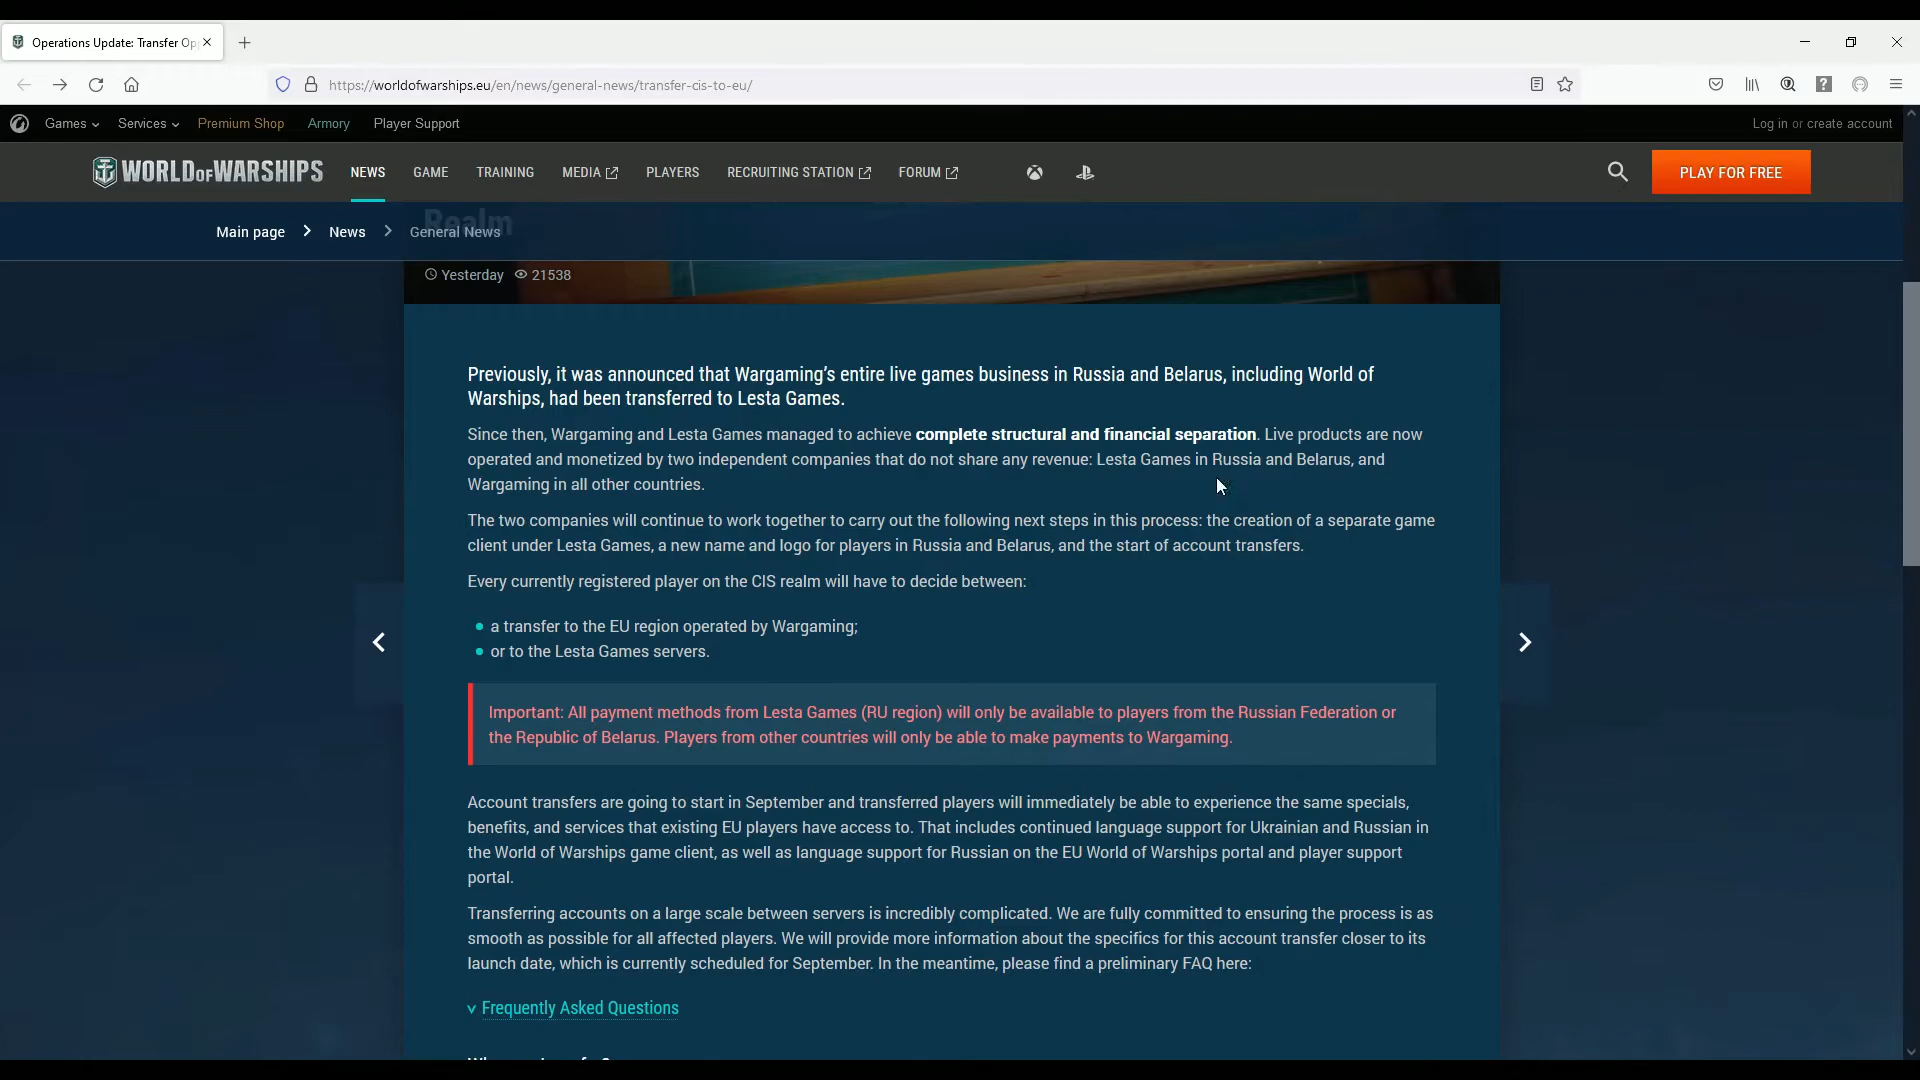 Operations Update: Transfer Op
https://worldofwarships.eu/en/news/general-news/transfer-cis-to-eu/
Games Services Premium Shop Armory Player Support Log in or create account
WORLD OF WARSHIPS NEWS GAME TRAINING MEDIA PLAYERS RECRUITING STATION FORUM PLAY FOR FREE
Realm
Main page > News > General News
Yesterday 21538
Previously, it was announced that Wargaming's entire live games business in Russia and Belarus, including World of
Warships, had been transferred to Lesta Games.
Since then, Wargaming and Lesta Games managed to achieve complete structural and financial separation. Live products are now
operated and monetized by two independent companies that do not share any revenue: Lesta Games in Russia and Belarus, and
Wargaming in all other countries.
The two companies will continue to work together to carry out the following next steps in this process: the creation of a separate game
client under Lesta Games, a new name and logo for players in Russia and Belarus, and the start of account transfers.
Every currently registered player on the CIS realm will have to decide between:
• a transfer to the EU region operated by Wargaming;
• or to the Lesta Games servers.
Important: All payment methods from Lesta Games (RU region) will only be available to players from the Russian Federation or
the Republic of Belarus. Players from other countries will only be able to make payments to Wargaming.
Account transfers are going to start in September and transferred players will immediately be able to experience the same specials,
benefits, and services that existing EU players have access to. That includes continued language support for Ukrainian and Russian in
the World of Warships game client, as well as language support for Russian on the EU World of Warships portal and player support
portal.
Transferring accounts on a large scale between servers is incredibly complicated. We are fully committed to ensuring the process is as
smooth as possible for all affected players. We will provide more information about the specifics for this account transfer closer to its
launch date, which is currently scheduled for September. In the meantime, please find a preliminary FAQ here:
Frequently Asked Questions